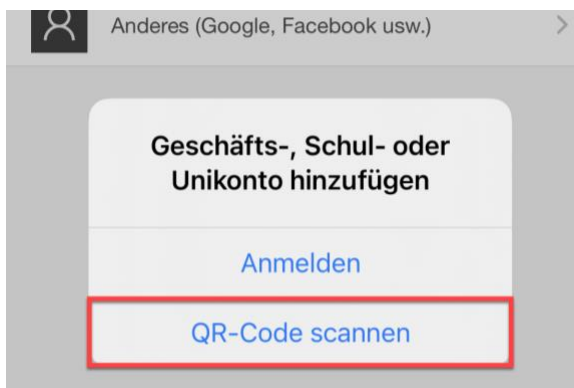 Anderes (Google, Facebook usw.)
Geschäfts-, Schul- oder
Unikonto hinzufügen
Anmelden
QR-Code scannen